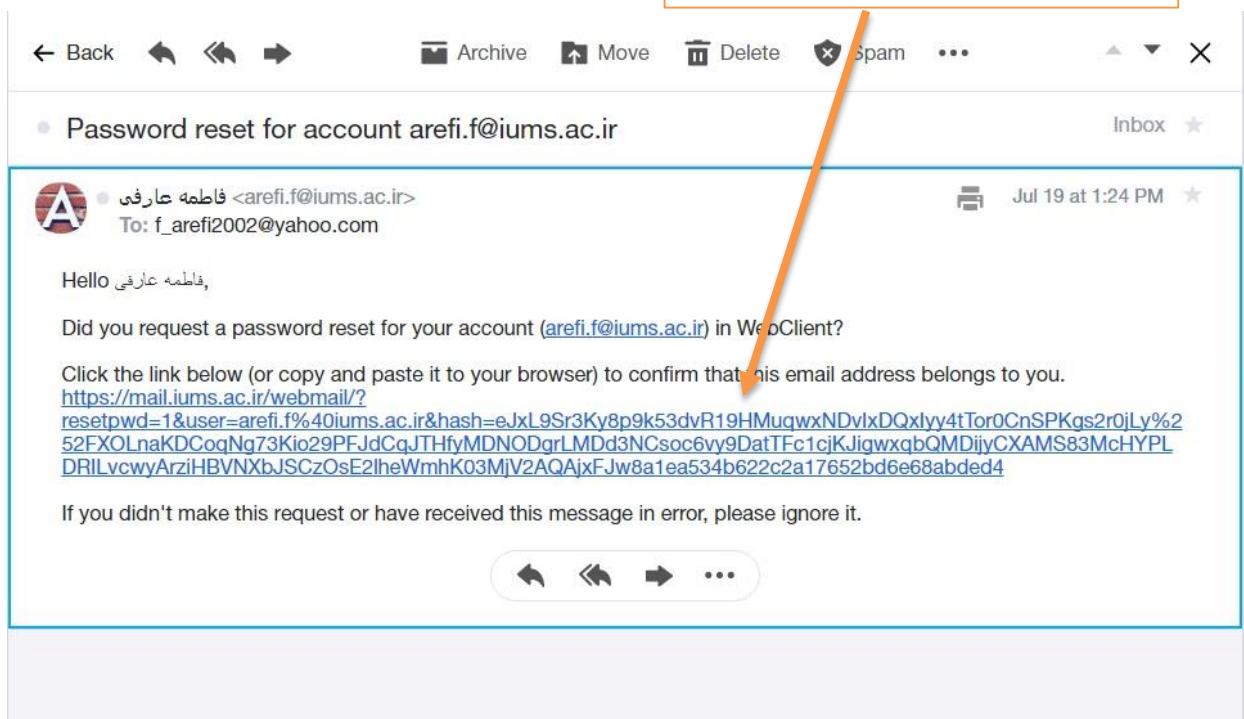 Back Archive Move Delete Spam
Password reset for account arefi.f@iums.ac.ir Inbox
فاطمه عارفی <arefi.f@iums.ac.ir> Jul 19 at 1:24 PM
To: f_arefi2002@yahoo.com
Hello فاطمه عارفی,
Did you request a password reset for your account (arefi.f@iums.ac.ir) in WebClient?
Click the link below (or copy and paste it to your browser) to confirm that this email address belongs to you.
https://mail.iums.ac.ir/webmail/?
resetpwd=1&user=arefi.f%40iums.ac.ir&hash=eJxL9Sr3Ky8p9k53dvR19HMuqwxNDvIxDQxIyy4tTor0CnSPKgs2r0jLy%2
52FXOLnaKDCoqNg73Kio29PFJdCqJTHfyMDNODgrLMDd3NCsoc6vy9DatTFc1cjKJigwxqbQMDijyCXAMS83McHYPL
DRILvcwyArziHBVNXbJSCzOsE2lheWmhK03MjV2AQAjxFJw8a1ea534b622c2a17652bd6e68abded4
If you didn't make this request or have received this message in error, please ignore it.